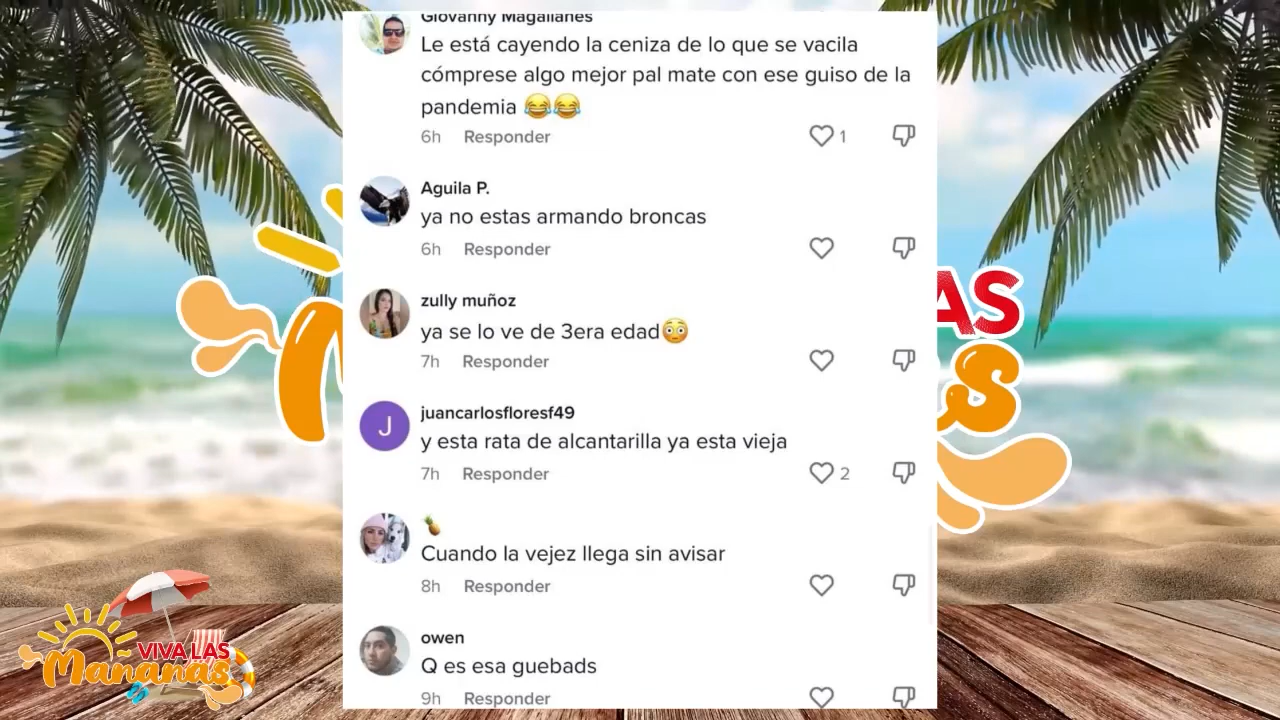 Giovanny Magallanes
Le está cayendo la ceniza de lo que se vacila
cómprese algo mejor pal mate con ese guiso de la
pandemia 😂😂
6h Responder 1
Aguila P.
ya no estas armando broncas
6h Responder
zully muñoz
ya se lo ve de 3era edad😳
7h Responder
J
juancarlosfloresf49
y esta rata de alcantarilla ya esta vieja
7h Responder 2
🍍
Cuando la vejez llega sin avisar
8h Responder
owen
Q es esa guebads
9h Responder
AS
s
VIVA LAS
Mañanas